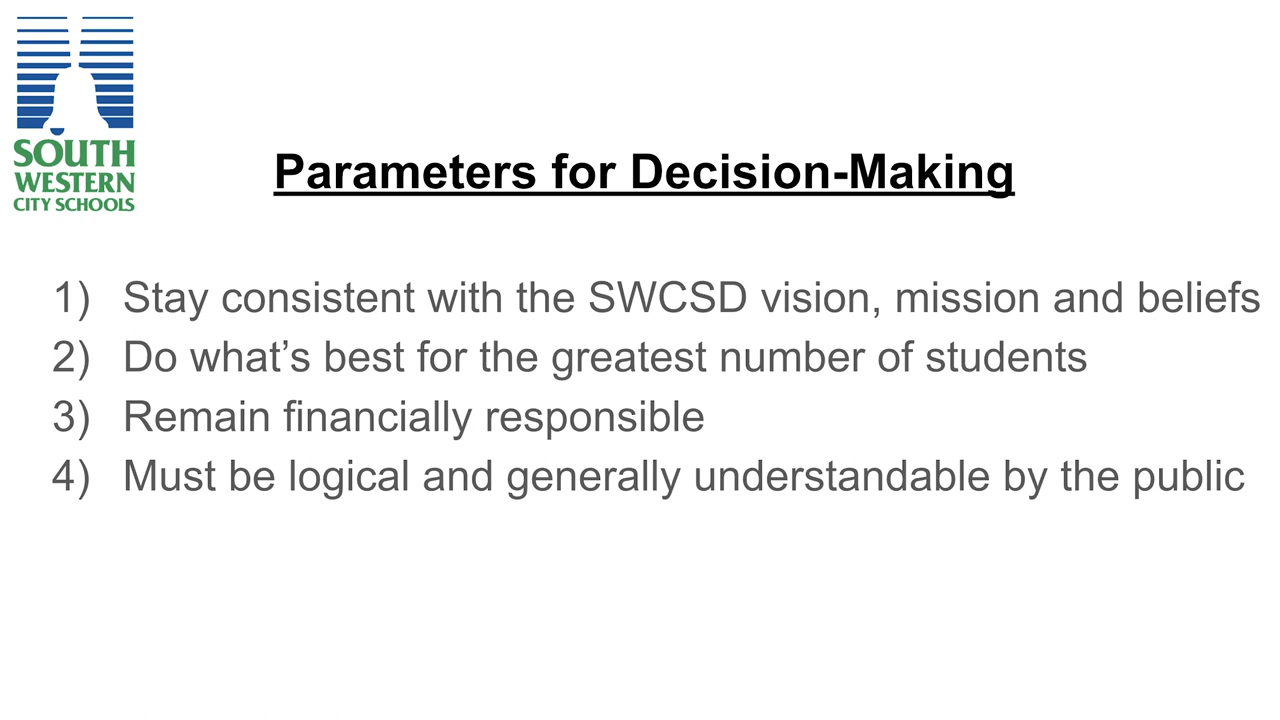 SOUTH
WESTERN
CITY SCHOOLS
Parameters for Decision-Making
1) Stay consistent with the SWCSD vision, mission and beliefs
2) Do what’s best for the greatest number of students
3) Remain financially responsible
4) Must be logical and generally understandable by the public